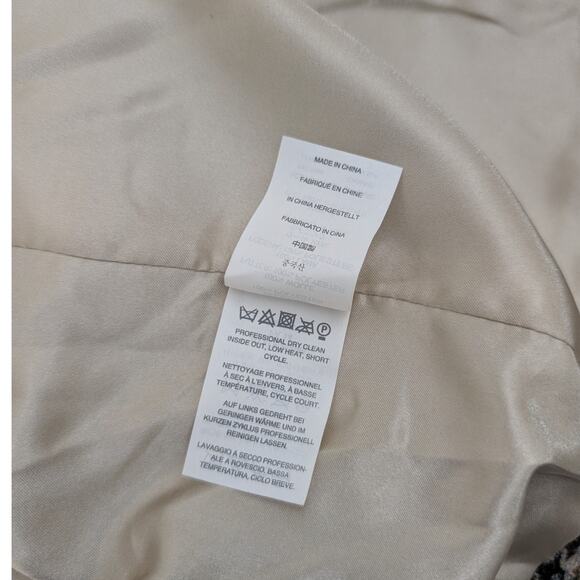 MADE IN CHINA
FABRIQUÉ EN CHINE
IN CHINA HERGESTELLT
FABBRICATO IN CINA
中国製
중국산
P
PROFESSIONAL DRY CLEAN
INSIDE OUT, LOW HEAT, SHORT
CYCLE.
NETTOYAGE PROFESSIONNEL
À SEC À L'ENVERS, À BASSE
TEMPÉRATURE, CYCLE COURT.
AUF LINKS GEDREHT BEI
GERINGER WÄRME UND IM
KURZEN ZYKLUS PROFESSIONELL
REINIGEN LASSEN.
LAVAGGIO A SECCO PROFESSION-
ALE A ROVESCIO, BASSA
TEMPERATURA, CICLO BREVE.